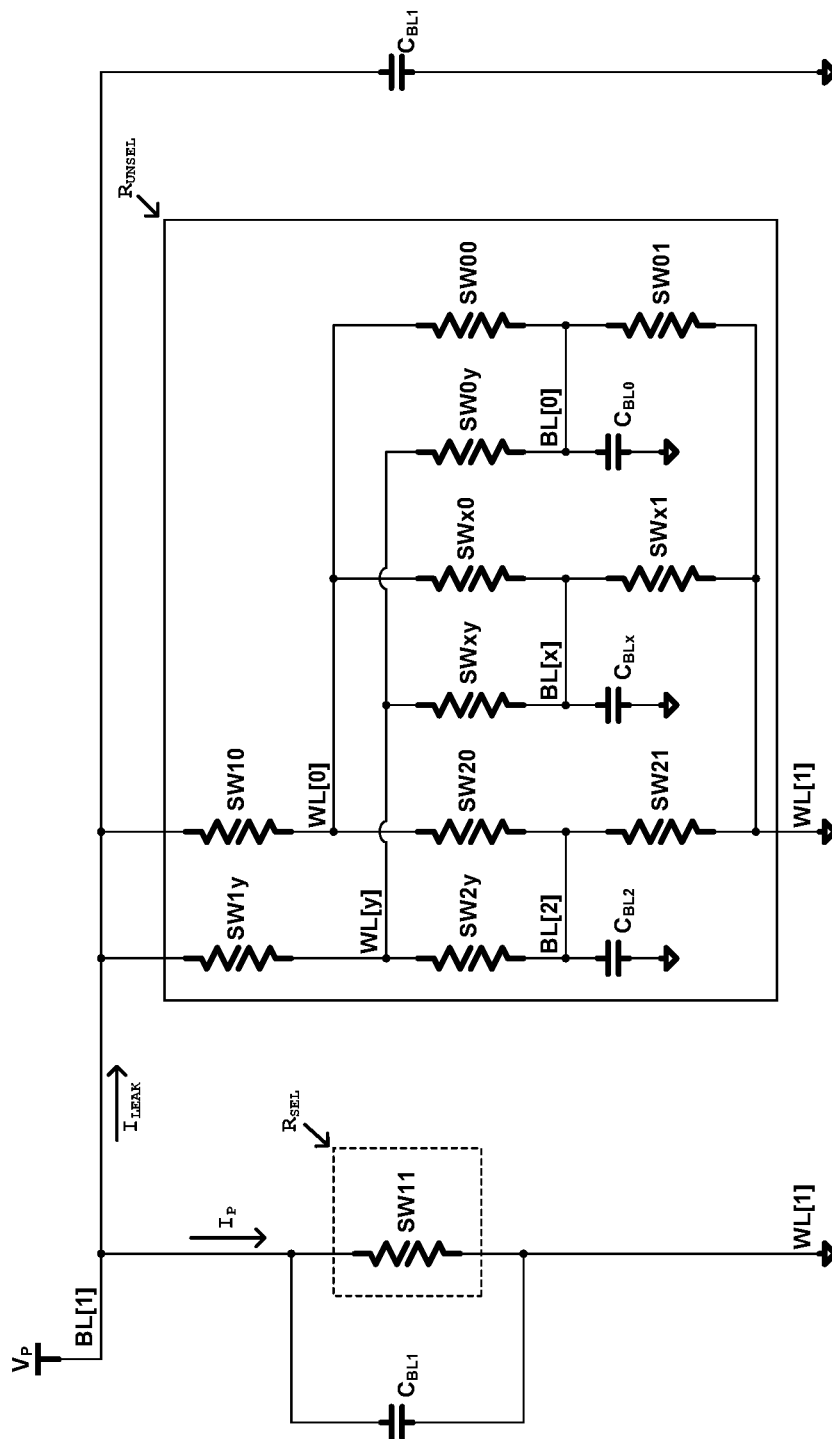 V_P
BL[1]
I_LEAK
I_P
R_SEL
SW11
C_BL1
WL[1]
R_UNSEL
SW1y
SW10
WL[y]
WL[0]
SW2y
SW20
SWxy
SWx0
SW0y
SW00
BL[2]
BL[x]
BL[0]
C_BL2
SW21
C_BLx
SWx1
C_BL0
SW01
WL[1]
C_BL1